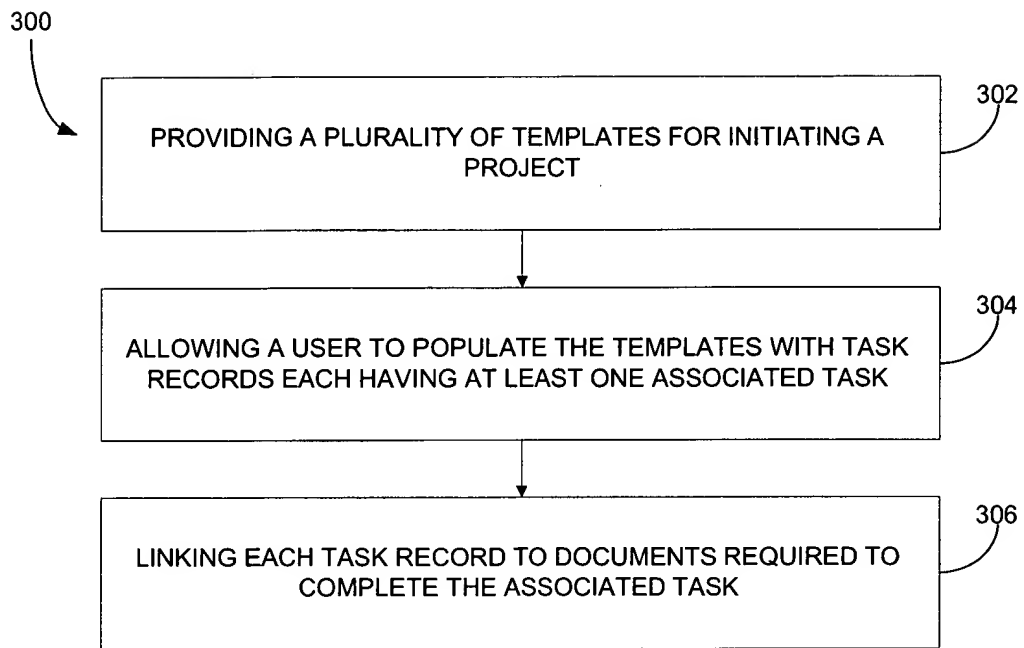 300
302
PROVIDING A PLURALITY OF TEMPLATES FOR INITIATING A
PROJECT
304
ALLOWING A USER TO POPULATE THE TEMPLATES WITH TASK
RECORDS EACH HAVING AT LEAST ONE ASSOCIATED TASK
306
LINKING EACH TASK RECORD TO DOCUMENTS REQUIRED TO
COMPLETE THE ASSOCIATED TASK